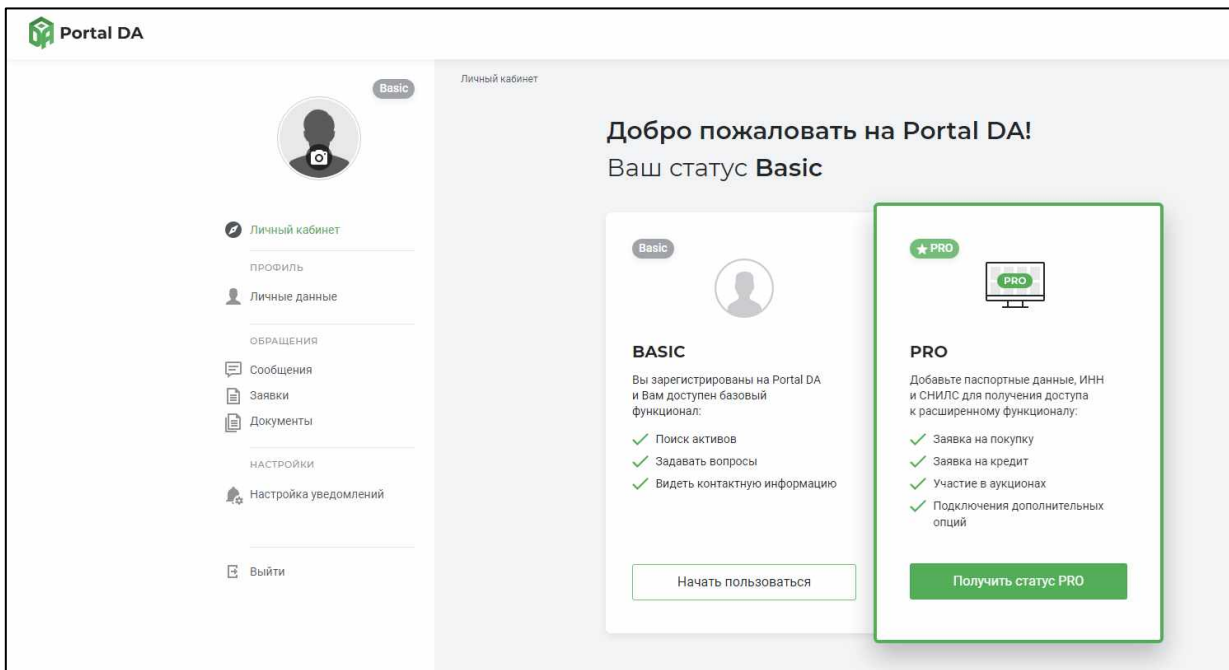 Portal DA
Basic
Личный кабинет
ПРОФИЛЬ
Личные данные
ОБРАЩЕНИЯ
Сообщения
Заявки
Документы
НАСТРОЙКИ
Настройка уведомлений
Выйти
Личный кабинет
Добро пожаловать на Portal DA!
Ваш статус Basic
Basic
BASIC
Вы зарегистрированы на Portal DA
и Вам доступен базовый
функционал:
Поиск активов
Задавать вопросы
Видеть контактную информацию
Начать пользоваться
PRO
PRO
PRO
Добавьте паспортные данные, ИНН
и СНИЛС для получения доступа
к расширенному функционалу:
Заявка на покупку
Заявка на кредит
Участие в аукционах
Подключения дополнительных
опций
Получить статус PRO